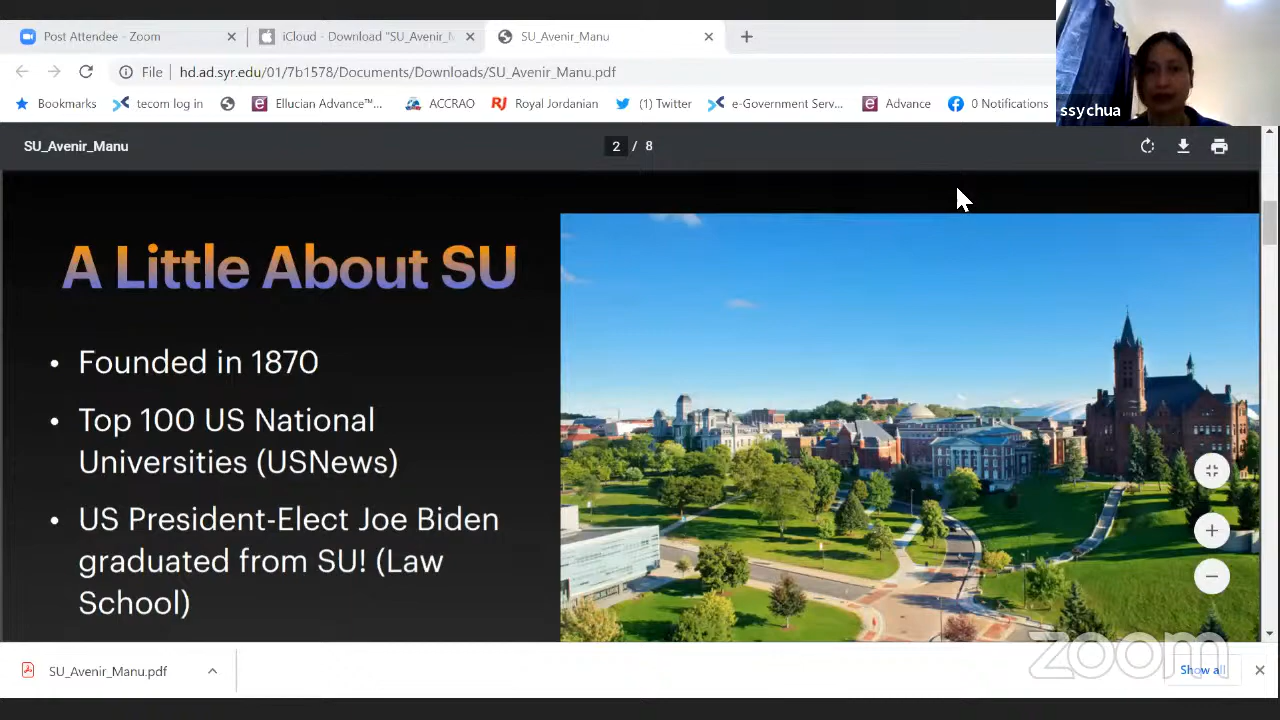 Post Attendee - Zoom
iCloud - Download "SU_Avenir_M
SU_Avenir_Manu
File | hd.ad.syr.edu/01/7b1578/Documents/Downloads/SU_Avenir_Manu.pdf
Bookmarks tecom log in Ellucian Advance™... ACCRAO Royal Jordanian (1) Twitter e-Government Serv... Advance 0 Notifications
ssychua
SU_Avenir_Manu
2 / 8
A Little About SU
• Founded in 1870
• Top 100 US National
Universities (USNews)
• US President-Elect Joe Biden
graduated from SU! (Law
School)
zoom
SU_Avenir_Manu.pdf
Show all